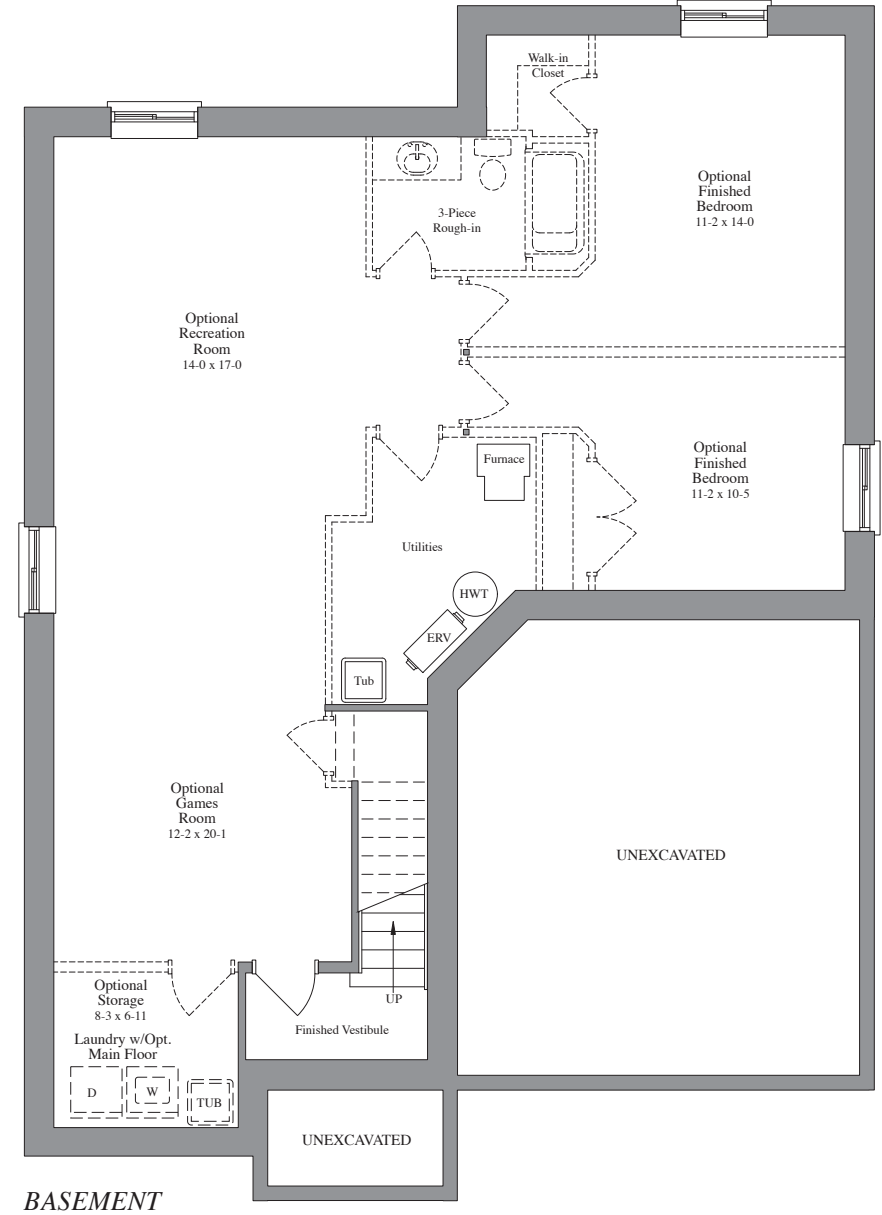 Walk-in
Closet
Optional
Finished
Bedroom
11-2 x 14-0
3-Piece
Rough-in
Optional
Recreation
Room
14-0 x 17-0
Optional
Finished
Bedroom
11-2 x 10-5
Furnace
Utilities
HWT
ERV
Tub
Optional
Games
Room
12-2 x 20-1
UNEXCAVATED
Optional
Storage
8-3 x 6-11
UP
Finished Vestibule
Laundry w/Opt.
Main Floor
D
W
TUB
UNEXCAVATED
BASEMENT